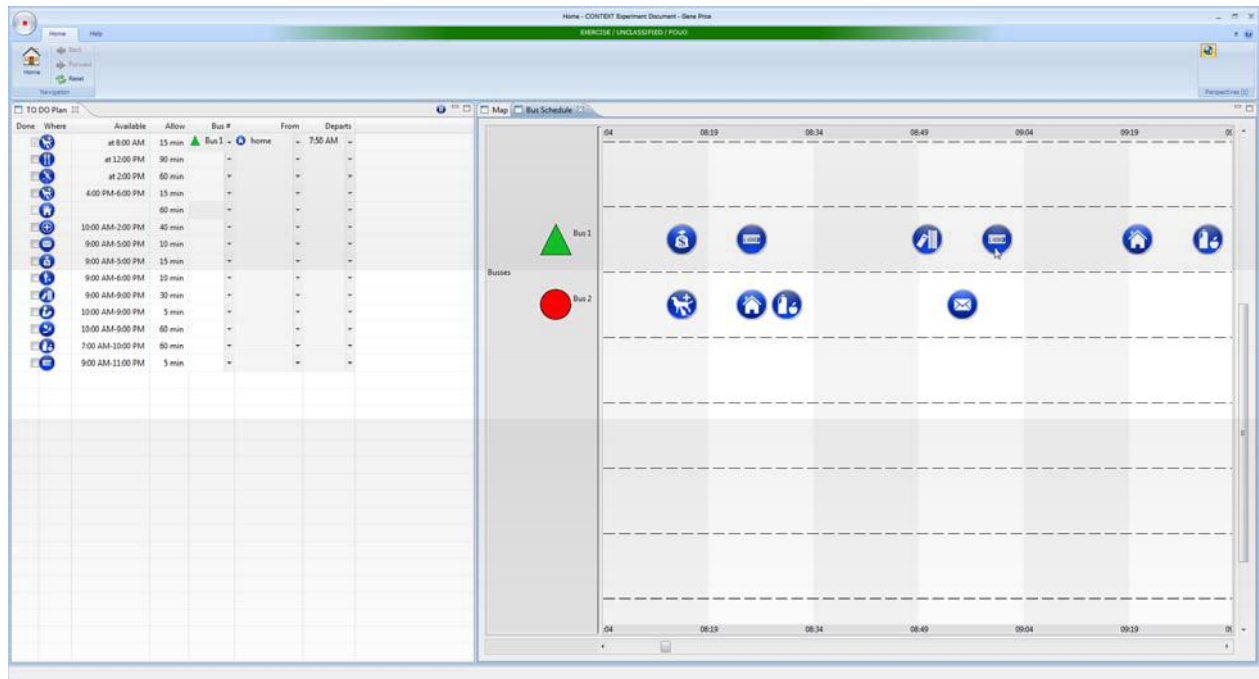 Home - CONTEXT Experiment Document - Gene Price
Home Help
EXERCISE / UNCLASSIFIED / FOUO
Back
Home Forward
Reset
Navigation
Perspectives (1)
TO DO Plan
Map Bus Schedule
Done Where Available Allow Bus # From Departs
at 8:00 AM 15 min Bus 1 home 7:50 AM
at 12:00 PM 90 min
at 2:00 PM 60 min
4:00 PM-6:00 PM 15 min
60 min
10:00 AM-2:00 PM 40 min
9:00 AM-5:00 PM 10 min
9:00 AM-5:00 PM 15 min
9:00 AM-6:00 PM 10 min
9:00 AM-9:00 PM 30 min
10:00 AM-9:00 PM 5 min
10:00 AM-9:00 PM 60 min
7:00 AM-10:00 PM 60 min
9:00 AM-11:00 PM 5 min
:04 08:19 08:34 08:49 09:04 09:19
Bus 1
Busses
Bus 2
:04 08:19 08:34 08:49 09:04 09:19